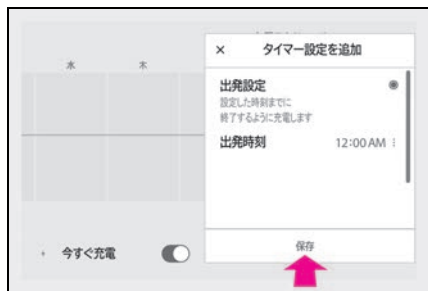 水 木
× タイマー設定を追加
出発設定
設定した時刻までに
終了するように充電します
出発時刻 12:00 AM
今すぐ充電
保存